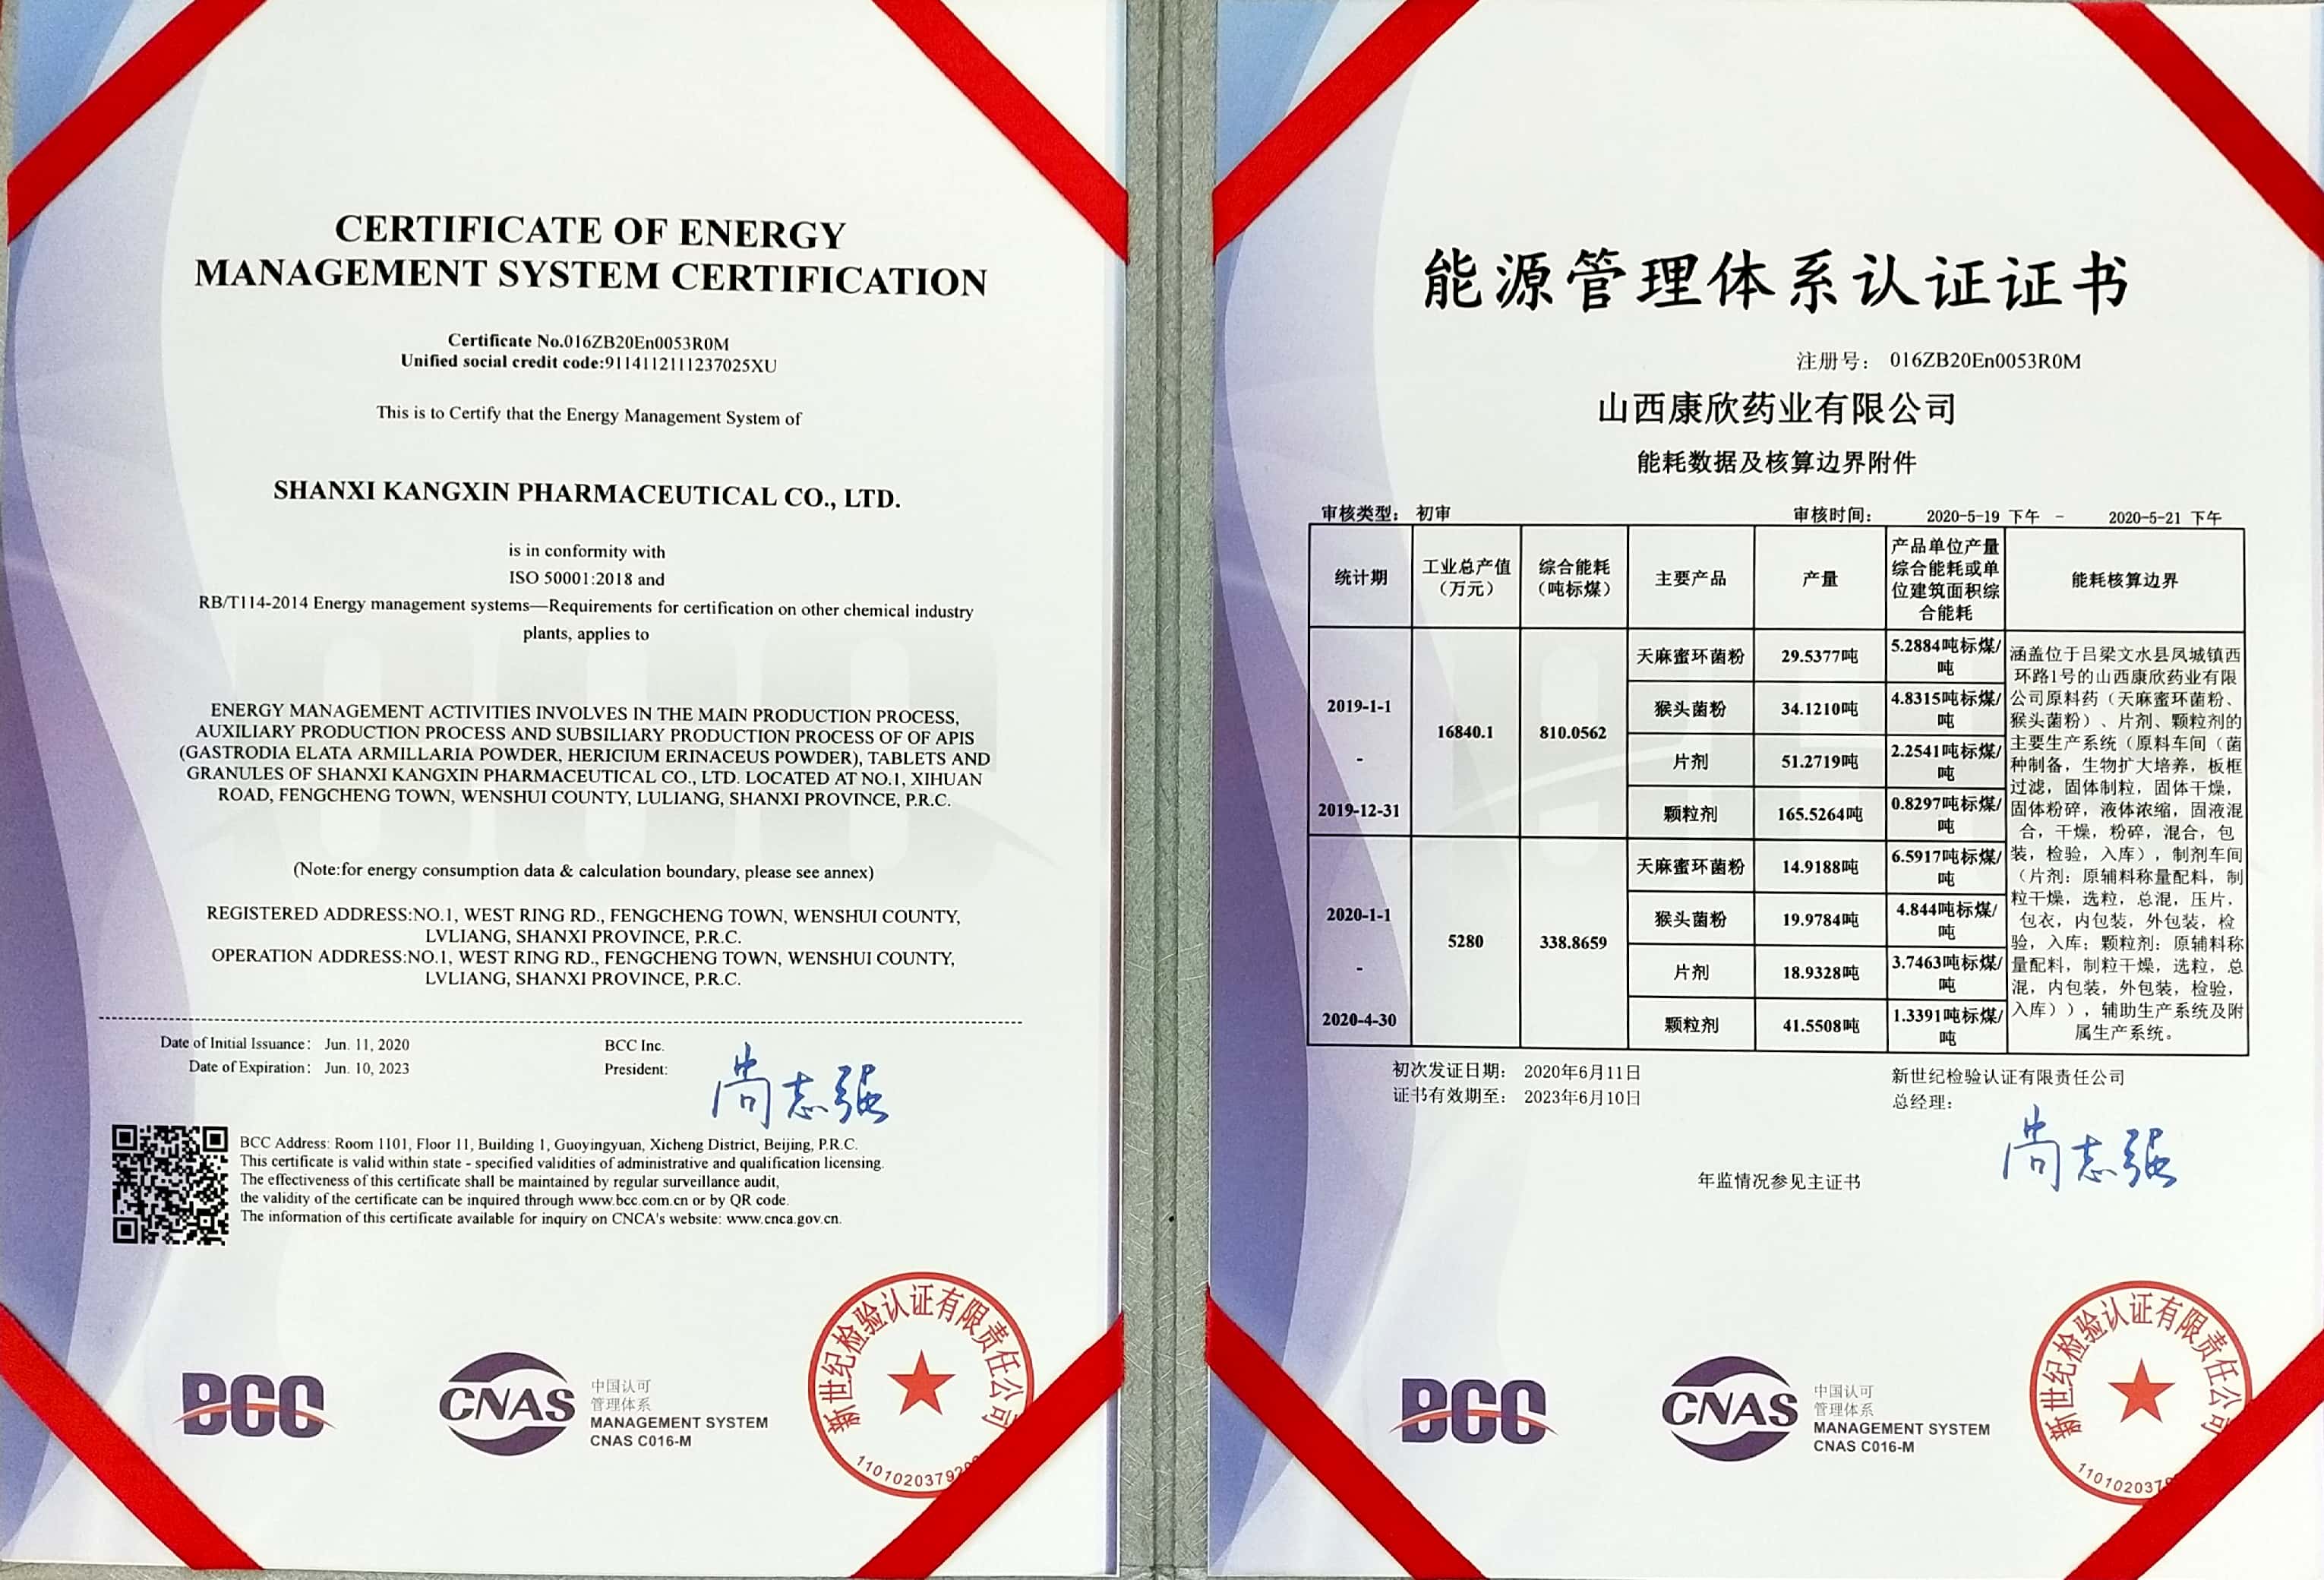 CERTIFICATE OF ENERGY
MANAGEMENT SYSTEM CERTIFICATION
Certificate No.016ZB20En0053R0M
Unified social credit code:9114112111237025XU
This is to Certify that the Energy Management System of
SHANXI KANGXIN PHARMACEUTICAL CO., LTD.
is in conformity with
ISO 50001:2018 and
RB/T114-2014 Energy management systems—Requirements for certification on other chemical industry
plants, applies to
ENERGY MANAGEMENT ACTIVITIES INVOLVES IN THE MAIN PRODUCTION PROCESS,
AUXILIARY PRODUCTION PROCESS AND SUBSILIARY PRODUCTION PROCESS OF OF APIS
(GASTRODIA ELATA ARMILLARIA POWDER, HERICIUM ERINACEUS POWDER), TABLETS AND
GRANULES OF SHANXI KANGXIN PHARMACEUTICAL CO., LTD. LOCATED AT NO.1, XIHUAN
ROAD, FENGCHENG TOWN, WENSHUI COUNTY, LULIANG, SHANXI PROVINCE, P.R.C.
(Note:for energy consumption data & calculation boundary, please see annex)
REGISTERED ADDRESS:NO.1, WEST RING RD., FENGCHENG TOWN, WENSHUI COUNTY,
LVLIANG, SHANXI PROVINCE, P.R.C.
OPERATION ADDRESS:NO.1, WEST RING RD., FENGCHENG TOWN, WENSHUI COUNTY,
LVLIANG, SHANXI PROVINCE, P.R.C.
Date of Initial Issuance: Jun. 11, 2020
Date of Expiration: Jun. 10, 2023
BCC Inc.
President:
尚志强
BCC Address: Room 1101, Floor 11, Building 1, Guoyingyuan, Xicheng District, Beijing, P.R.C.
This certificate is valid within state - specified validities of administrative and qualification licensing.
The effectiveness of this certificate shall be maintained by regular surveillance audit,
the validity of the certificate can be inquired through www.bcc.com.cn or by QR code.
The information of this certificate available for inquiry on CNCA's website: www.cnca.gov.cn.
BCC
CNAS
中国认可
管理体系
MANAGEMENT SYSTEM
CNAS C016-M
新世纪检验认证有限责任公司
1101020379
能源管理体系认证证书
注册号: 016ZB20En0053R0M
山西康欣药业有限公司
能耗数据及核算边界附件
审核类型: 初审 审核时间: 2020-5-19 下午 - 2020-5-21 下午
统计期
工业总产值
（万元）
综合能耗
（吨标煤）
主要产品
产量
产品单位产量
综合能耗或单
位建筑面积综
合能耗
能耗核算边界
2019-1-1
-
2019-12-31
16840.1
810.0562
天麻蜜环菌粉 29.5377吨 5.2884吨标煤/
吨
猴头菌粉 34.1210吨 4.8315吨标煤/
吨
片剂 51.2719吨 2.2541吨标煤/
吨
颗粒剂 165.5264吨 0.8297吨标煤/
吨
2020-1-1
-
2020-4-30
5280
338.8659
天麻蜜环菌粉 14.9188吨 6.5917吨标煤/
吨
猴头菌粉 19.9784吨 4.844吨标煤/
吨
片剂 18.9328吨 3.7463吨标煤/
吨
颗粒剂 41.5508吨 1.3391吨标煤/
吨
涵盖位于吕梁文水县凤城镇西
环路1号的山西康欣药业有限
公司原料药（天麻蜜环菌粉、
猴头菌粉）、片剂、颗粒剂的
主要生产系统（原料车间（菌
种制备，生物扩大培养，板框
过滤，固体制粒，固体干燥，
固体粉碎，液体浓缩，固液混
合，干燥，粉碎，混合，包
装，检验，入库），制剂车间
（片剂：原辅料称量配料，制
粒干燥，选粒，总混，压片，
包衣，内包装，外包装，检
验，入库；颗粒剂：原辅料称
量配料，制粒干燥，选粒，总
混，内包装，外包装，检验，
入库）），辅助生产系统及附
属生产系统。
初次发证日期: 2020年6月11日
证书有效期至: 2023年6月10日
新世纪检验认证有限责任公司
总经理:
尚志强
年监情况参见主证书
BCC
CNAS
中国认可
管理体系
MANAGEMENT SYSTEM
CNAS C016-M
新世纪检验认证有限责任公司
110102037